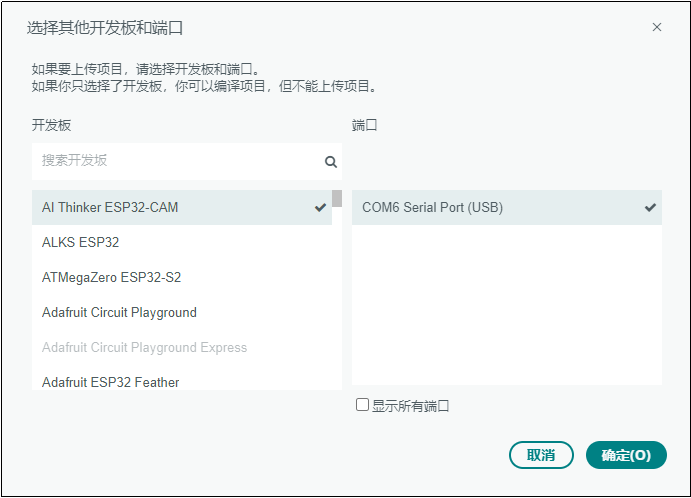 选择其他开发板和端口
如果要上传项目，请选择开发板和端口。
如果你只选择了开发板，你可以编译项目，但不能上传项目。
开发板
端口
搜索开发板
AI Thinker ESP32-CAM
COM6 Serial Port (USB)
ALKS ESP32
ATMegaZero ESP32-S2
Adafruit Circuit Playground
Adafruit Circuit Playground Express
Adafruit ESP32 Feather
显示所有端口
取消
确定(O)